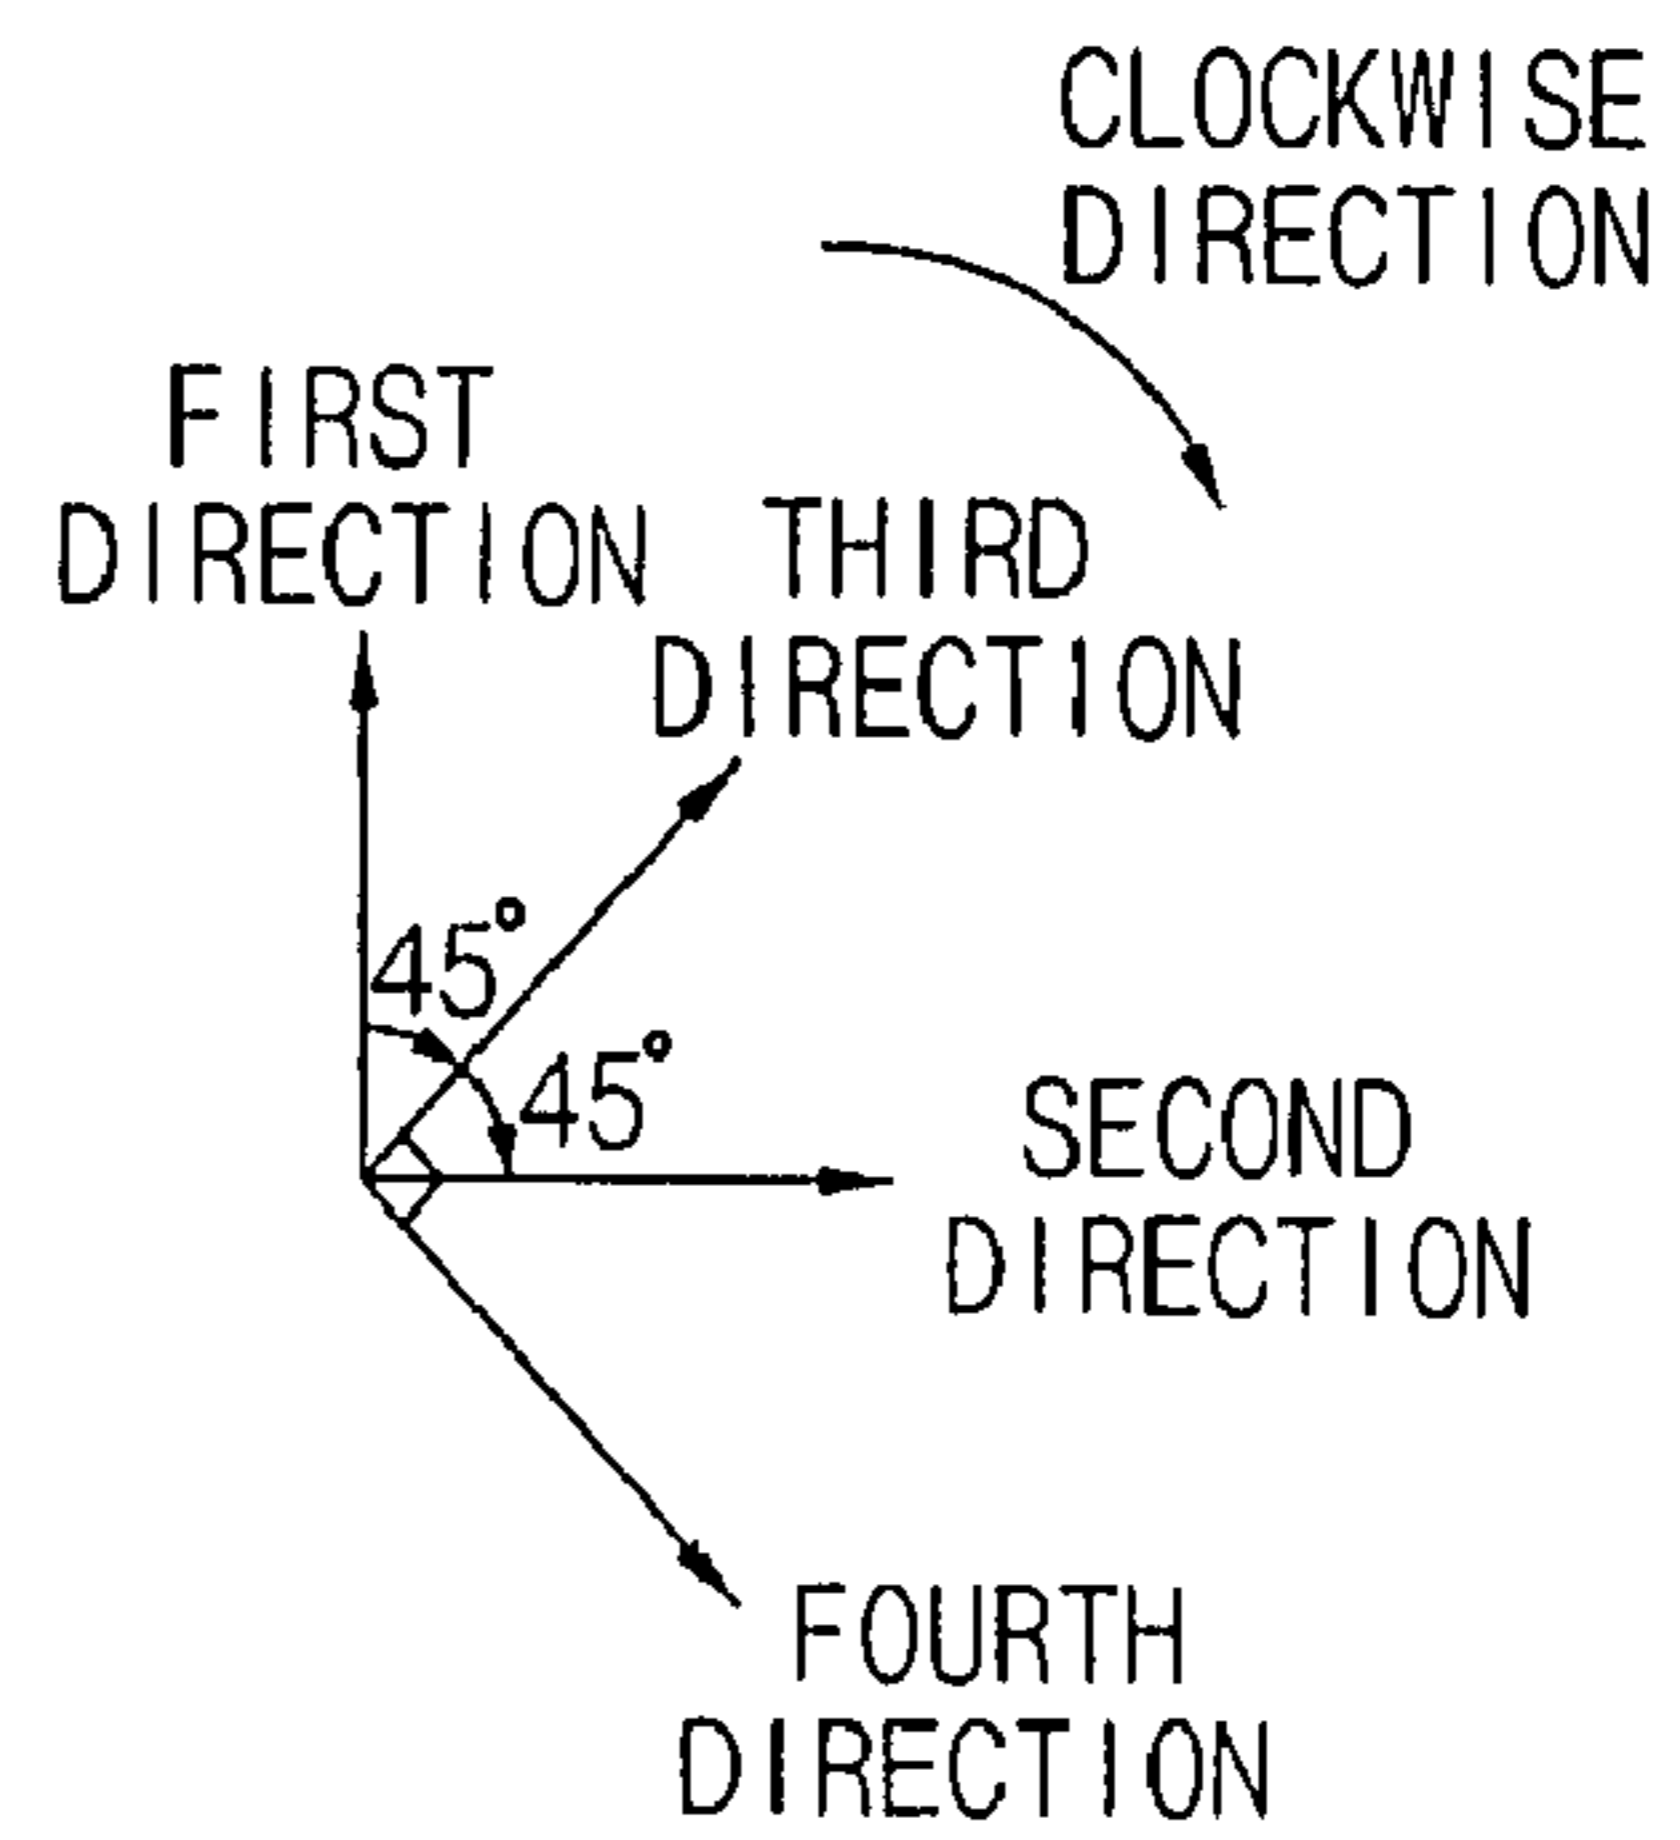 CLOCKWISE
DIRECTION
FIRST
DIRECTION
THIRD
DIRECTION
45°
45°
SECOND
DIRECTION
FOURTH
DIRECTION